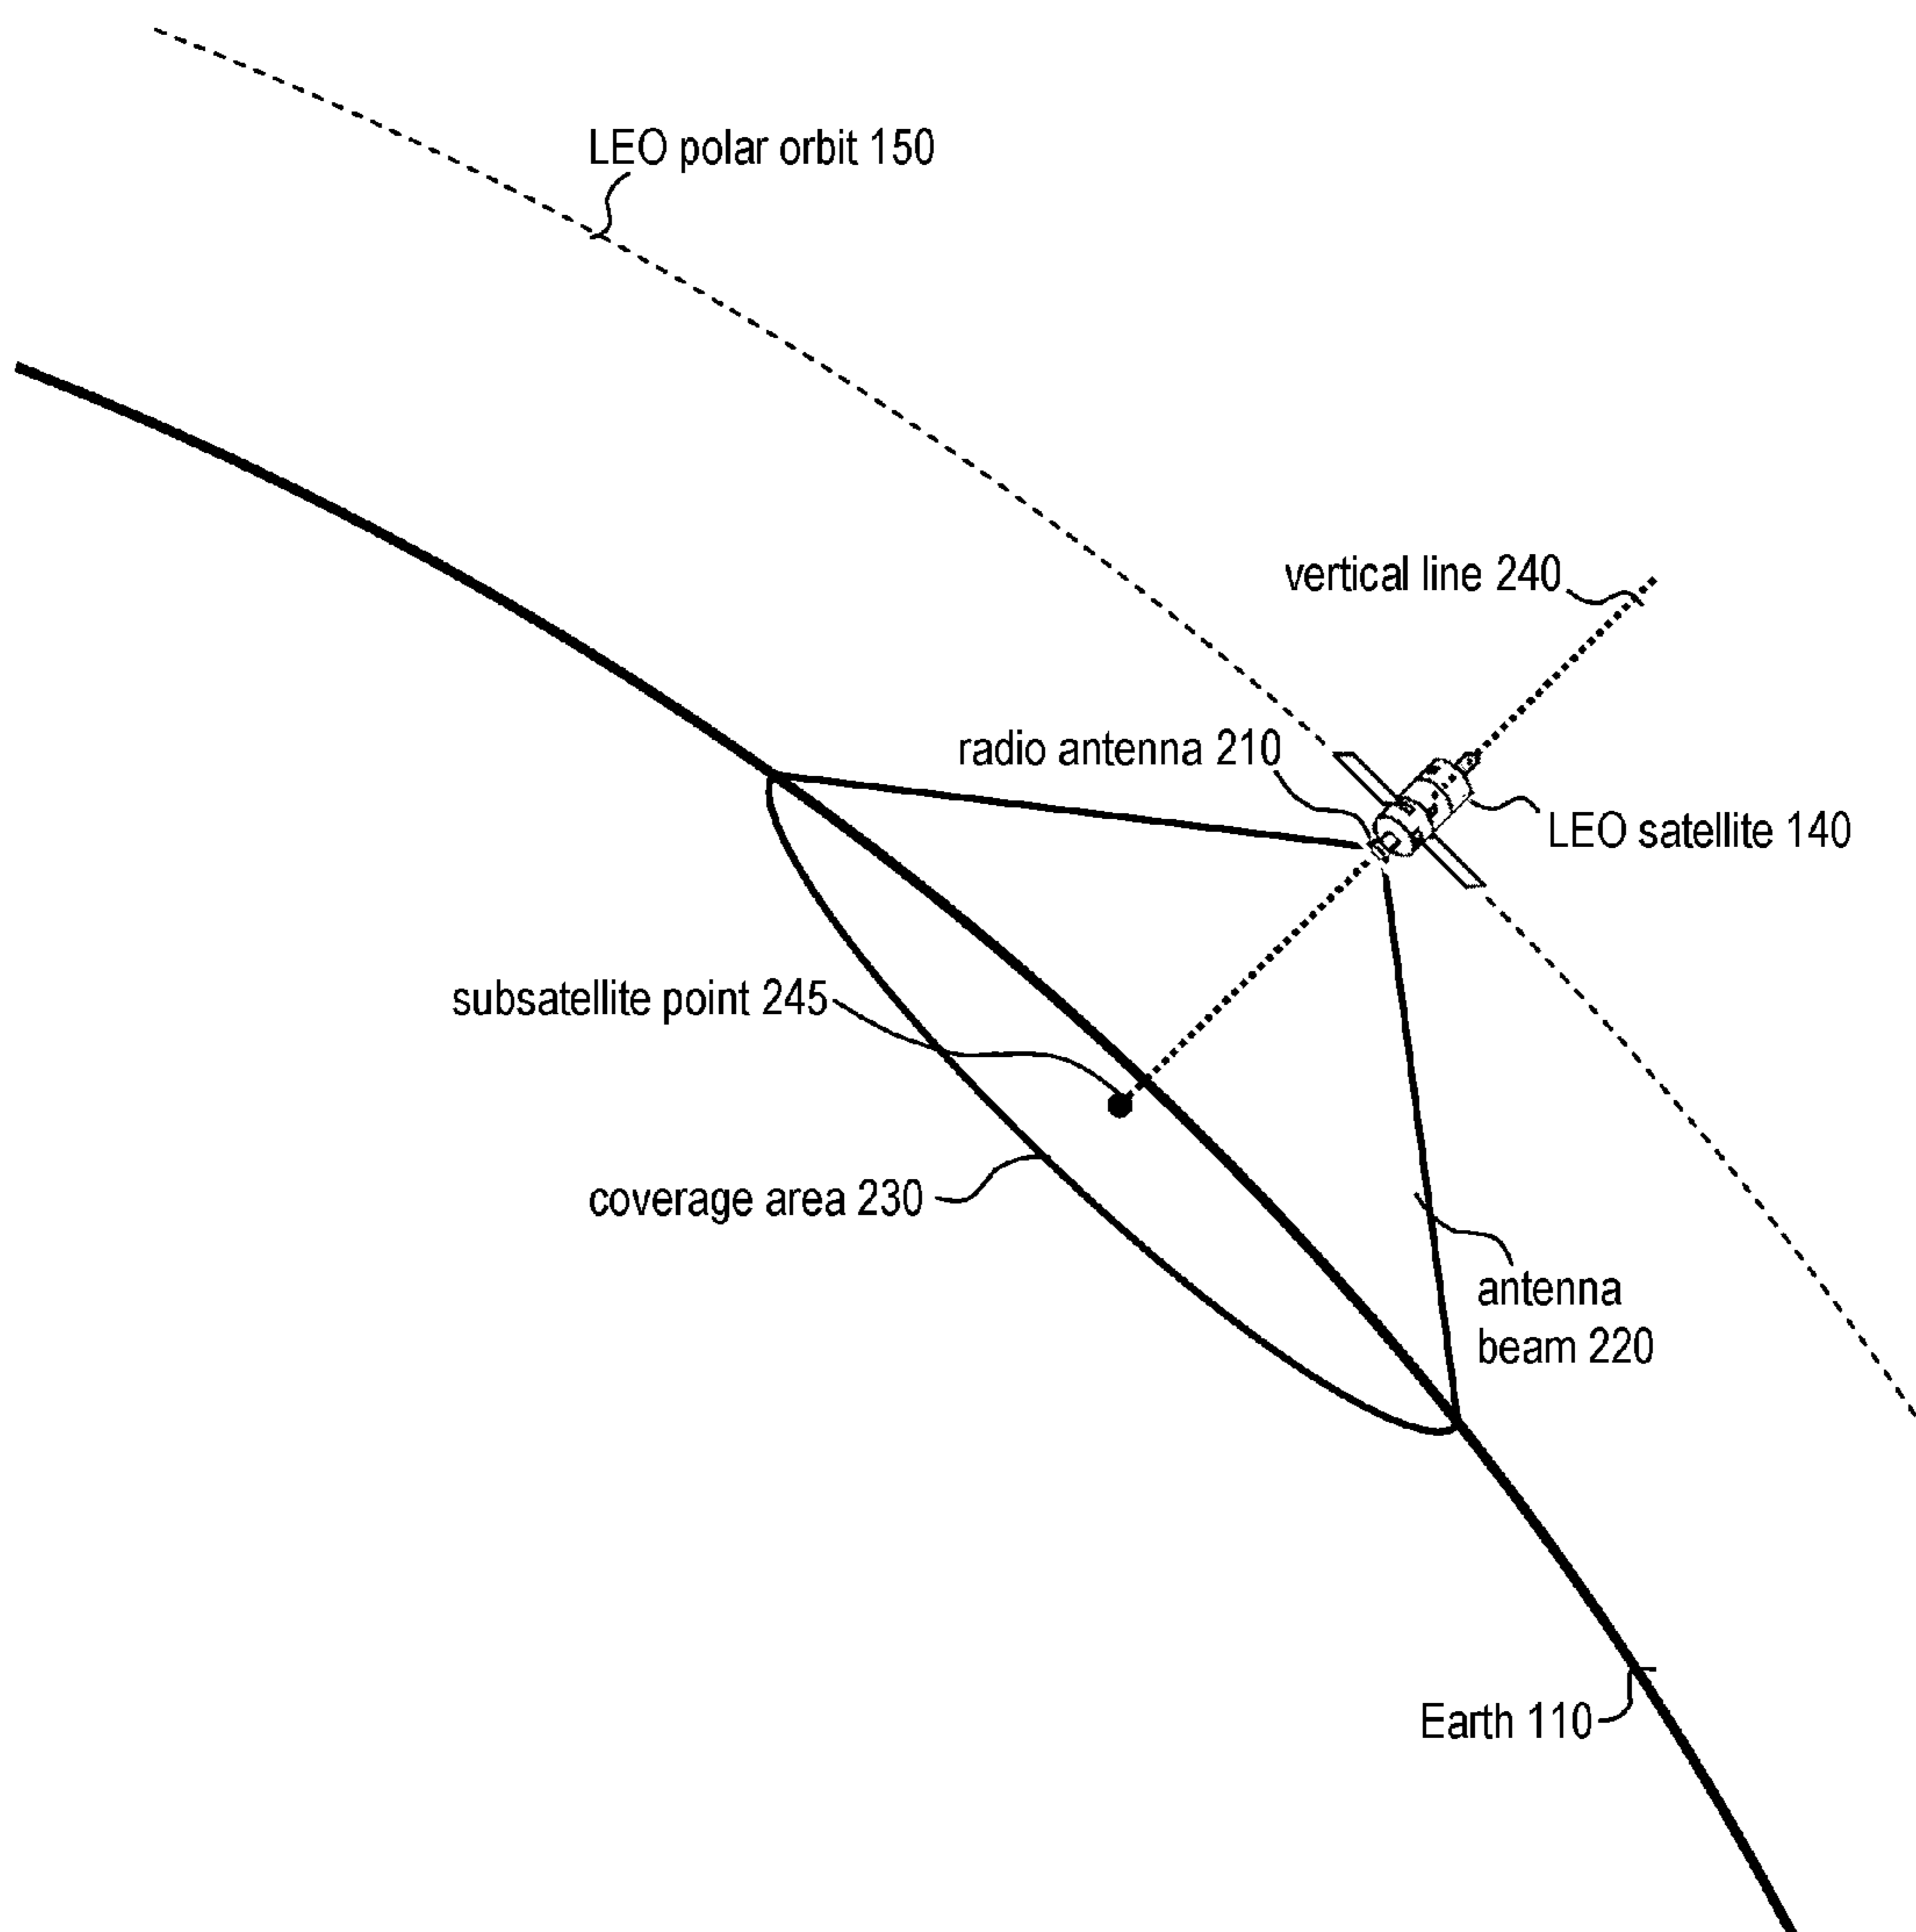 LEO polar orbit 150
vertical line 240
radio antenna 210
LEO satellite 140
subsatellite point 245
coverage area 230
antenna
beam 220
Earth 110